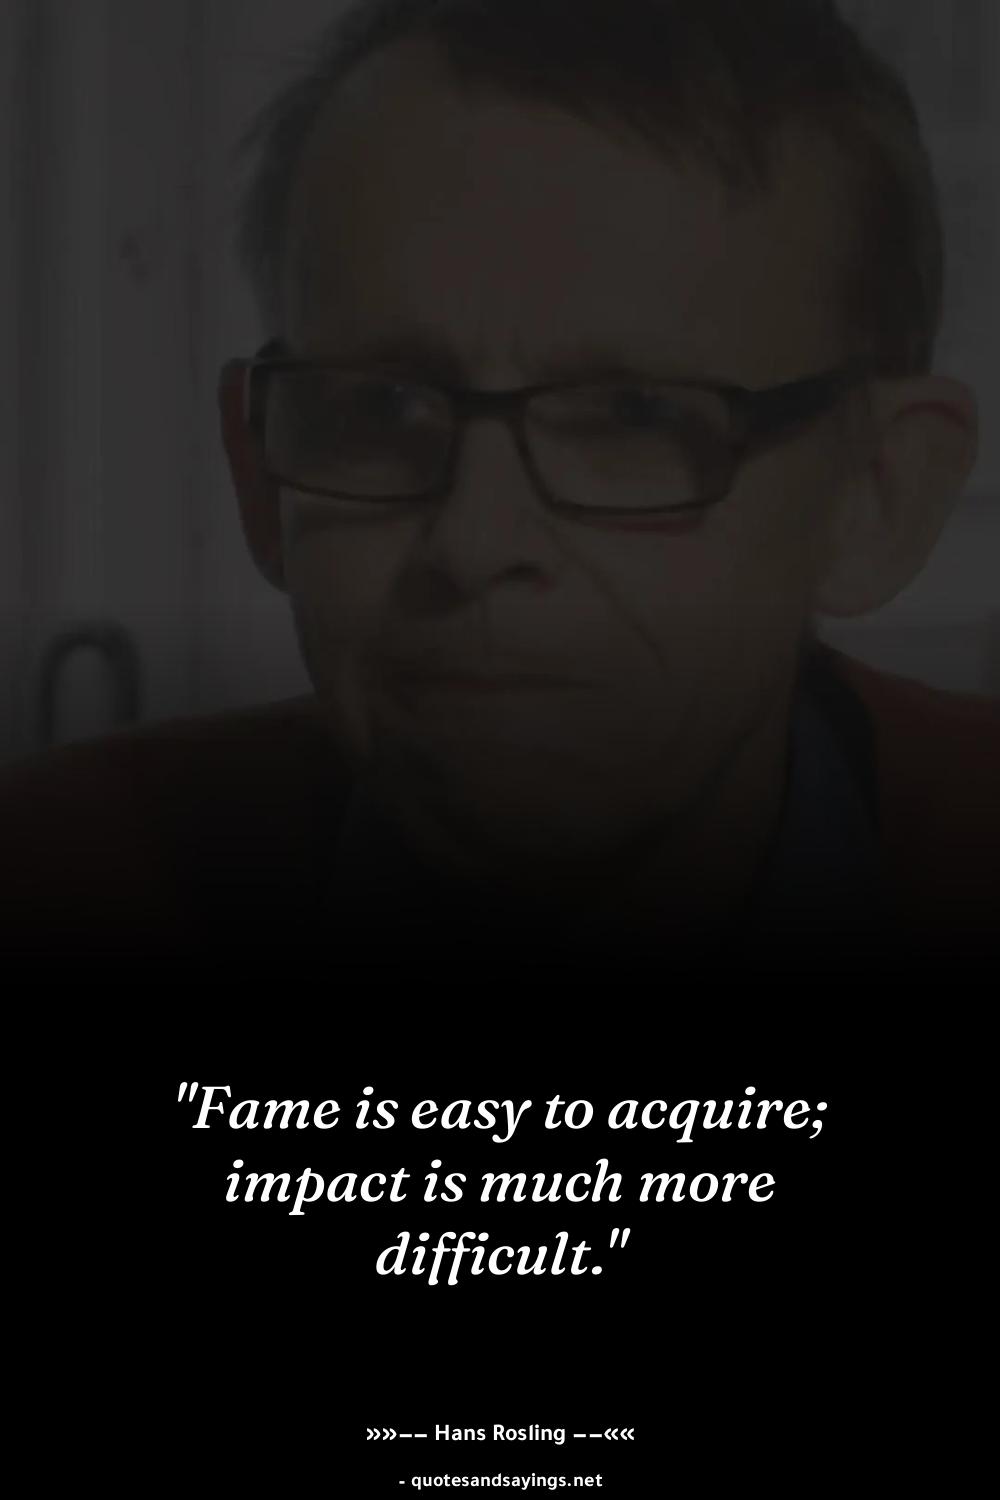 "Fame is easy to acquire;
impact is much more
difficult."
»»–– Hans Rosling ––««
- quotesandsayings.net